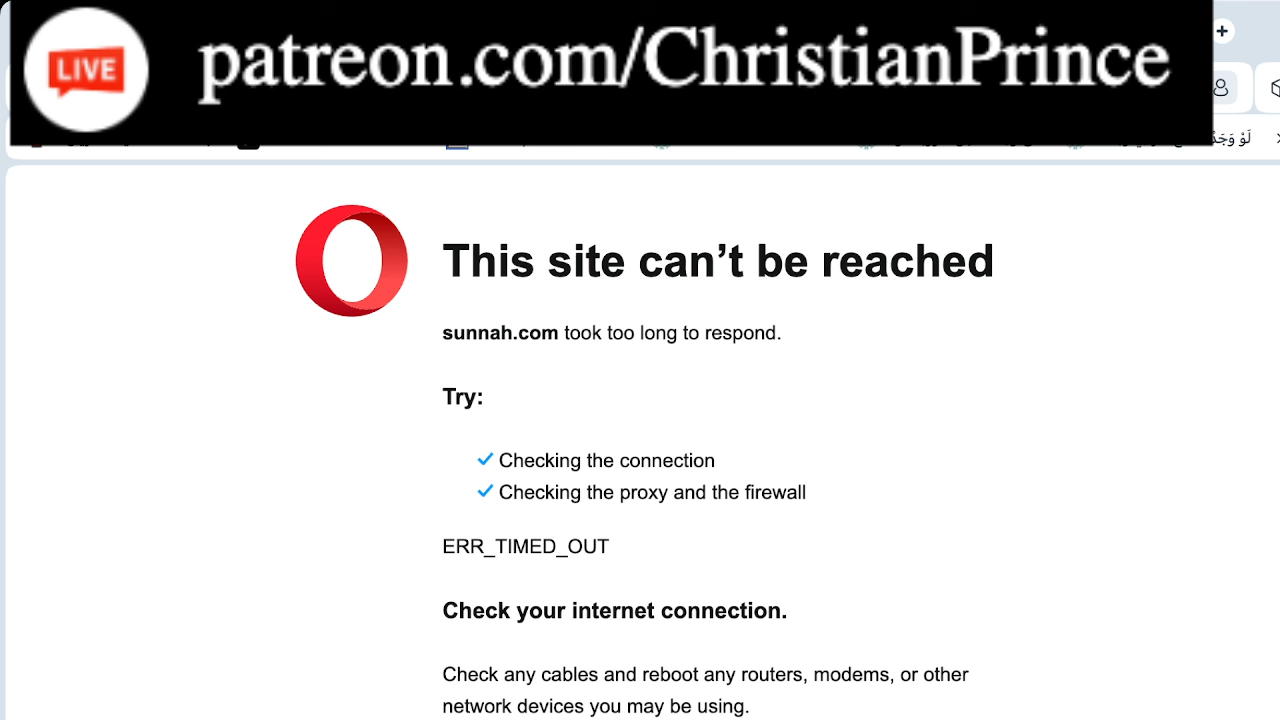 LIVE
patreon.com/ChristianPrince
لَوْ
This site can’t be reached
sunnah.com took too long to respond.
Try:
Checking the connection
Checking the proxy and the firewall
ERR_TIMED_OUT
Check your internet connection.
Check any cables and reboot any routers, modems, or other
network devices you may be using.